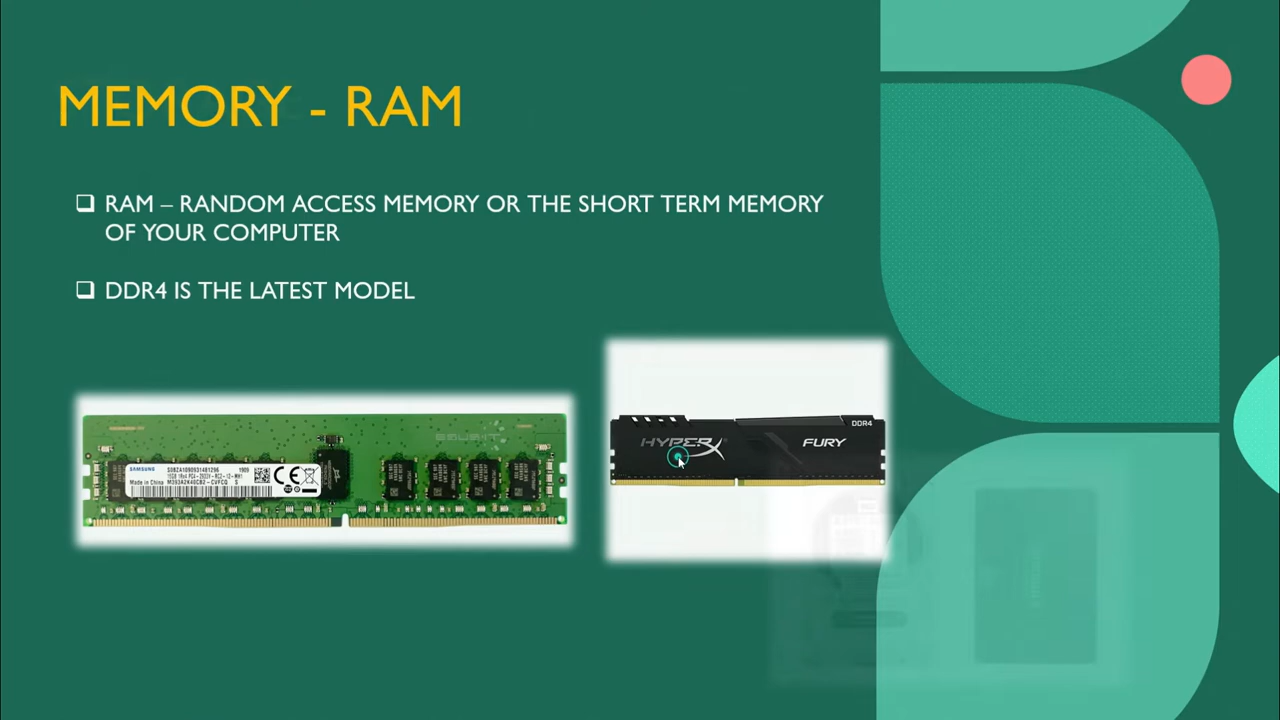 MEMORY - RAM
❑ RAM – RANDOM ACCESS MEMORY OR THE SHORT TERM MEMORY
OF YOUR COMPUTER
❑ DDR4 IS THE LATEST MODEL
DDR4
HYPERX FURY
SAMSUNG
Made in China